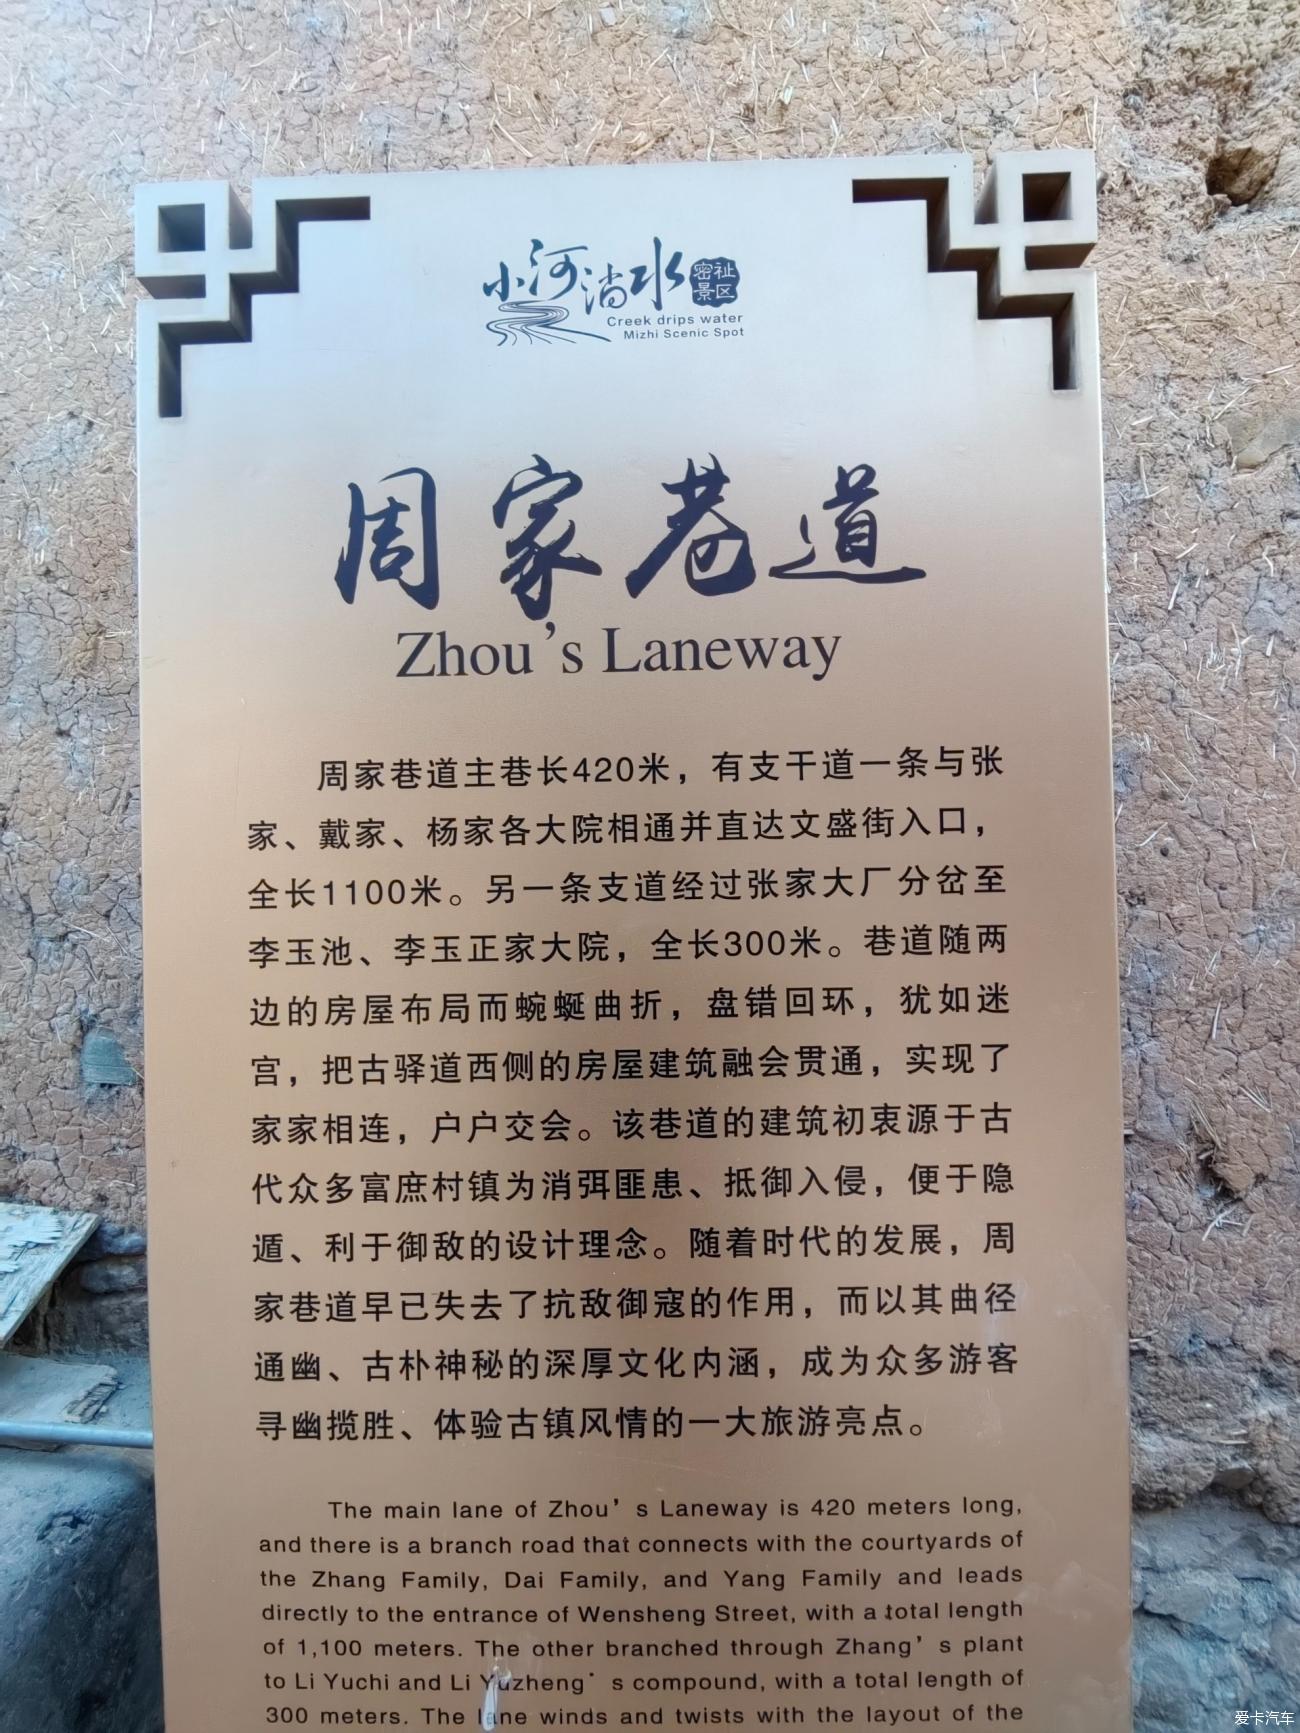 小河淌水 密祉景区
Creek drips water
Mizhi Scenic Spot
周家巷道
Zhou's Laneway
周家巷道主巷长420米，有支干道一条与张
家、戴家、杨家各大院相通并直达文盛街入口，
全长1100米。另一条支道经过张家大厂分岔至
李玉池、李玉正家大院，全长300米。巷道随两
边的房屋布局而蜿蜒曲折，盘错回环，犹如迷
宫，把古驿道西侧的房屋建筑融会贯通，实现了
家家相连，户户交会。该巷道的建筑初衷源于古
代众多富庶村镇为消弭匪患、抵御入侵，便于隐
遁、利于御敌的设计理念。随着时代的发展，周
家巷道早已失去了抗敌御寇的作用，而以其曲径
通幽、古朴神秘的深厚文化内涵，成为众多游客
寻幽揽胜、体验古镇风情的一大旅游亮点。
The main lane of Zhou's Laneway is 420 meters long,
and there is a branch road that connects with the courtyards of
the Zhang Family, Dai Family, and Yang Family and leads
directly to the entrance of Wensheng Street, with a total length
of 1,100 meters. The other branched through Zhang's plant
to Li Yuchi and Li Yuzheng's compound, with a total length of
300 meters. The lane winds and twists with the layout of the
爱卡汽车